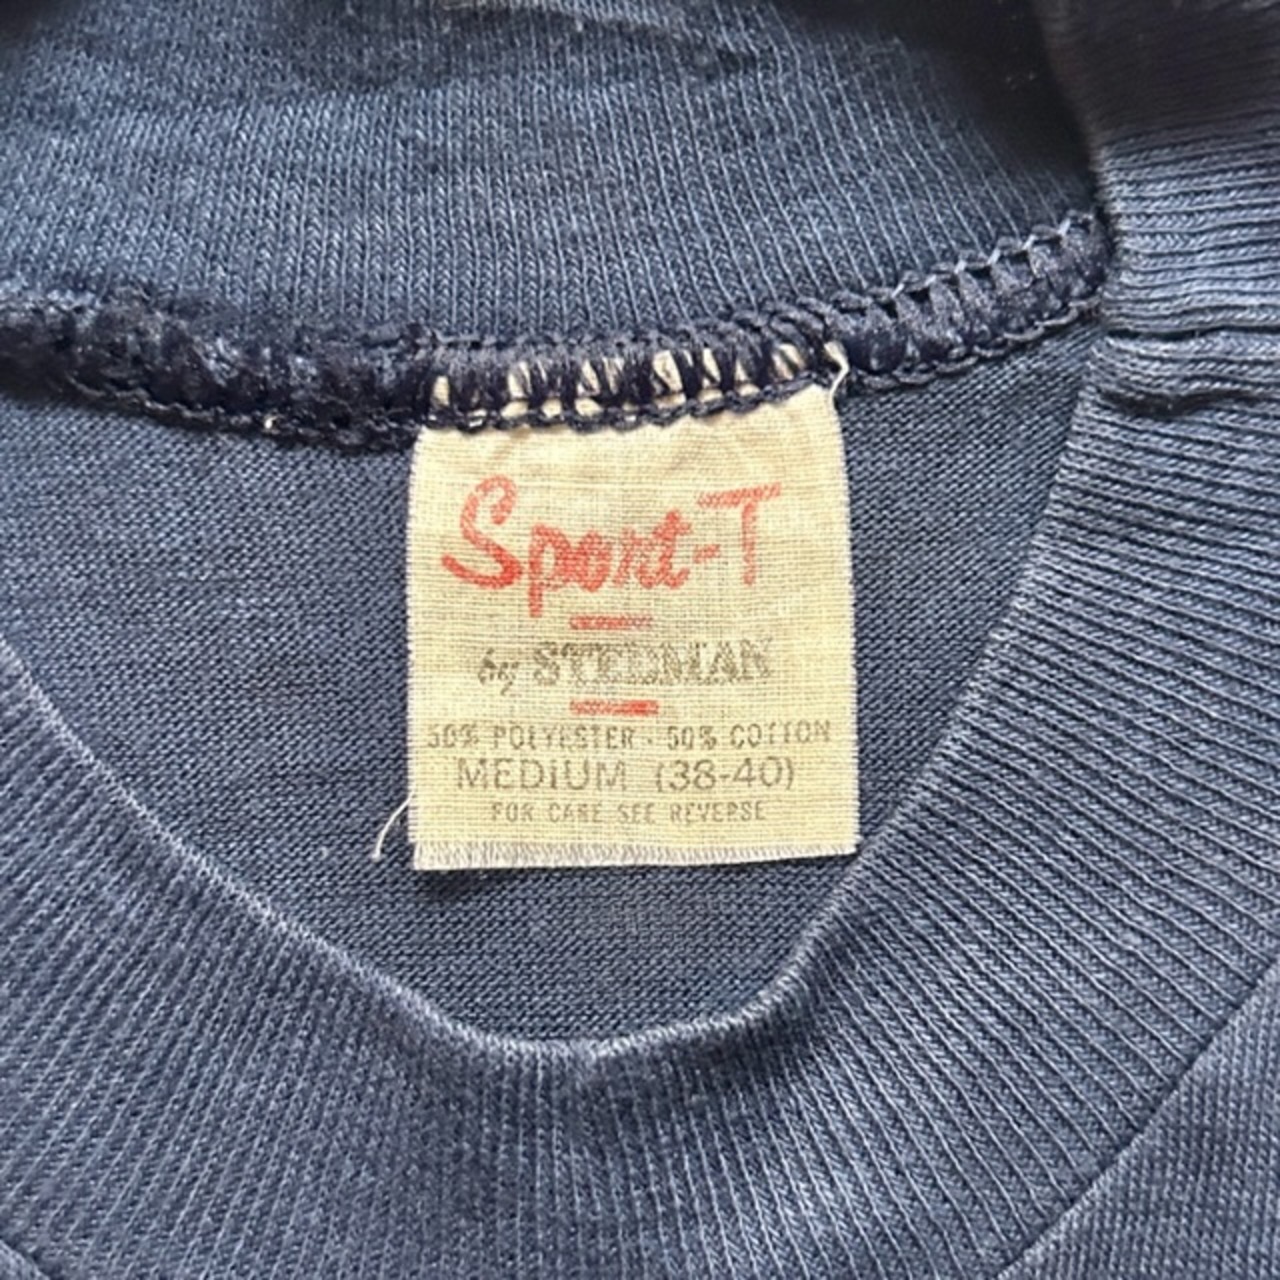 Sport-T
by STEDMAN
50% POLYESTER - 50% COTTON
MEDIUM (38-40)
FOR CARE SEE REVERSE